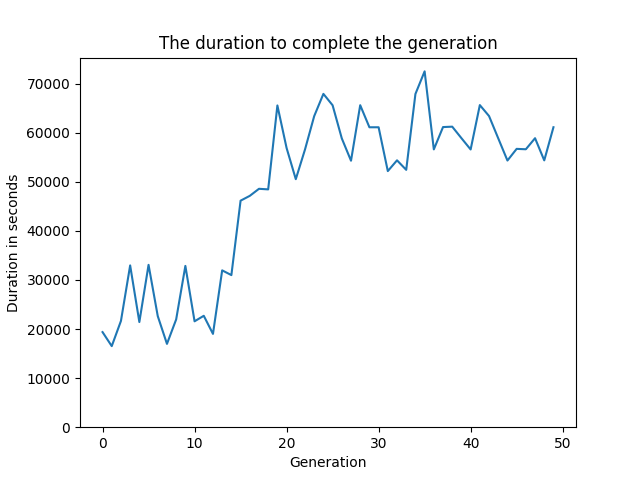 The duration to complete the generation
Duration in seconds
70000
60000
50000
40000
30000
20000
10000
0
0 10 20 30 40 50
Generation